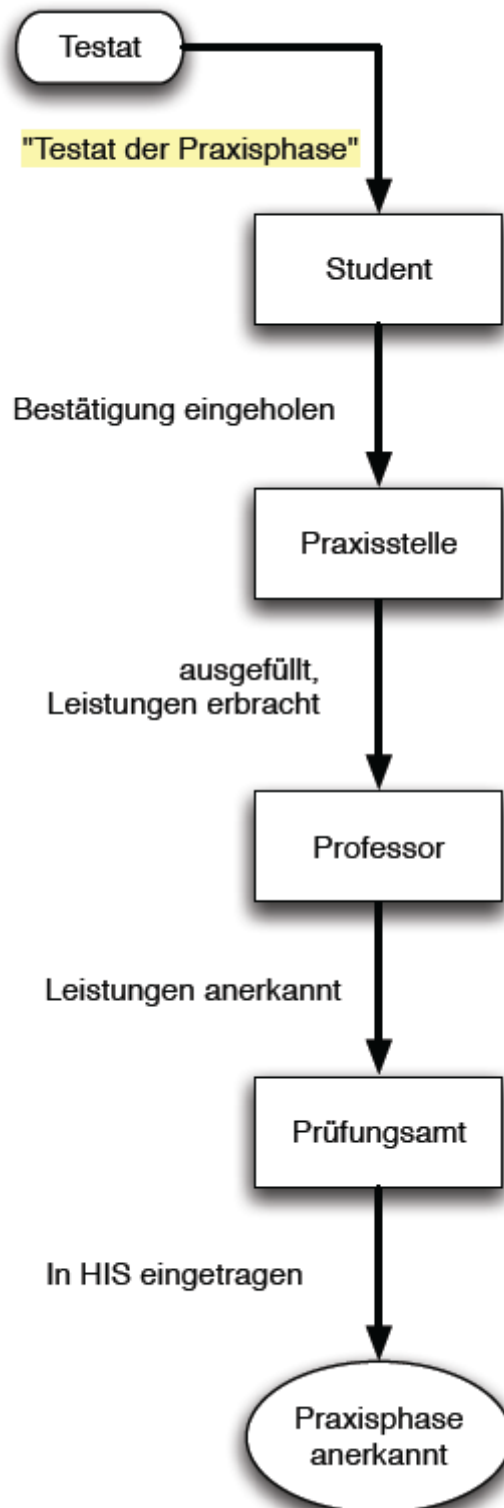 Testat
"Testat der Praxisphase"
Student
Bestätigung eingeholen
Praxisstelle
ausgefüllt,
Leistungen erbracht
Professor
Leistungen anerkannt
Prüfungsamt
In HIS eingetragen
Praxisphase
anerkannt